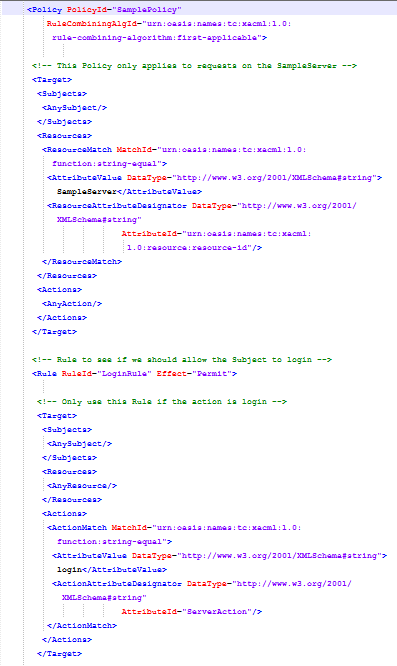 <Policy PolicyId="SamplePolicy"
RuleCombiningAlgId="urn:oasis:names:tc:xacml:1.0:
rule-combining-algorithm:first-applicable">
<!-- This Policy only applies to requests on the SampleServer -->
<Target>
<Subjects>
<AnySubject/>
</Subjects>
<Resources>
<ResourceMatch MatchId="urn:oasis:names:tc:xacml:1.0:
function:string-equal">
<AttributeValue DataType="http://www.w3.org/2001/XMLSchema#string">
SampleServer</AttributeValue>
<ResourceAttributeDesignator DataType="http://www.w3.org/2001/
XMLSchema#string"
AttributeId="urn:oasis:names:tc:xacml:
1.0:resource:resource-id"/>
</ResourceMatch>
</Resources>
<Actions>
<AnyAction/>
</Actions>
</Target>
<!-- Rule to see if we should allow the Subject to login -->
<Rule RuleId="LoginRule" Effect="Permit">
<!-- Only use this Rule if the action is login -->
<Target>
<Subjects>
<AnySubject/>
</Subjects>
<Resources>
<AnyResource/>
</Resources>
<Actions>
<ActionMatch MatchId="urn:oasis:names:tc:xacml:1.0:
function:string-equal">
<AttributeValue DataType="http://www.w3.org/2001/XMLSchema#string">
login</AttributeValue>
<ActionAttributeDesignator DataType="http://www.w3.org/2001/
XMLSchema#string"
AttributeId="ServerAction"/>
</ActionMatch>
</Actions>
</Target>